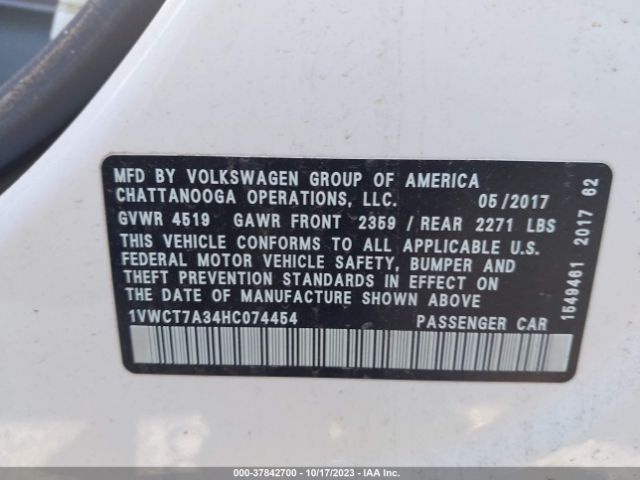 MFD BY VOLKSWAGEN GROUP OF AMERICA
CHATTANOOGA OPERATIONS, LLC. 05/2017
GVWR 4519 GAWR FRONT 2359 / REAR 2271 LBS
THIS VEHICLE CONFORMS TO ALL APPLICABLE U.S.
FEDERAL MOTOR VEHICLE SAFETY, BUMPER AND
THEFT PREVENTION STANDARDS IN EFFECT ON
THE DATE OF MANUFACTURE SHOWN ABOVE
1VWCT7A34HC074454 PASSENGER CAR
1549461 2017 62
100-37842700 - 10/17/2023 - IAA Inc.